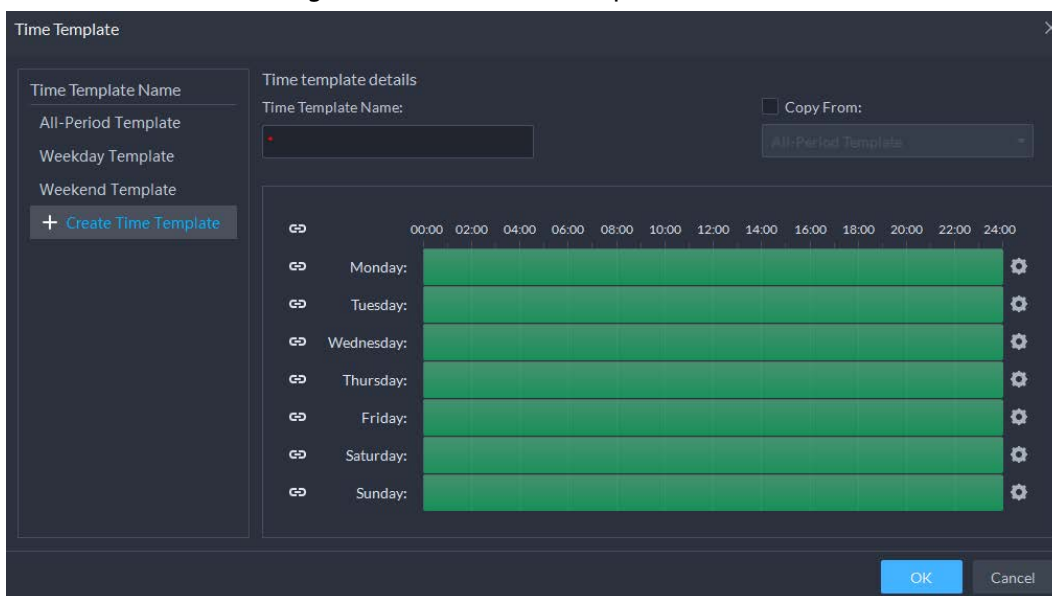 Time Template
Time Template Name
All-Period Template
Weekday Template
Weekend Template
+ Create Time Template
Time template details
Time Template Name:
*
Copy From:
All-Period Template
00:00 02:00 04:00 06:00 08:00 10:00 12:00 14:00 16:00 18:00 20:00 22:00 24:00
Monday:
Tuesday:
Wednesday:
Thursday:
Friday:
Saturday:
Sunday:
OK Cancel